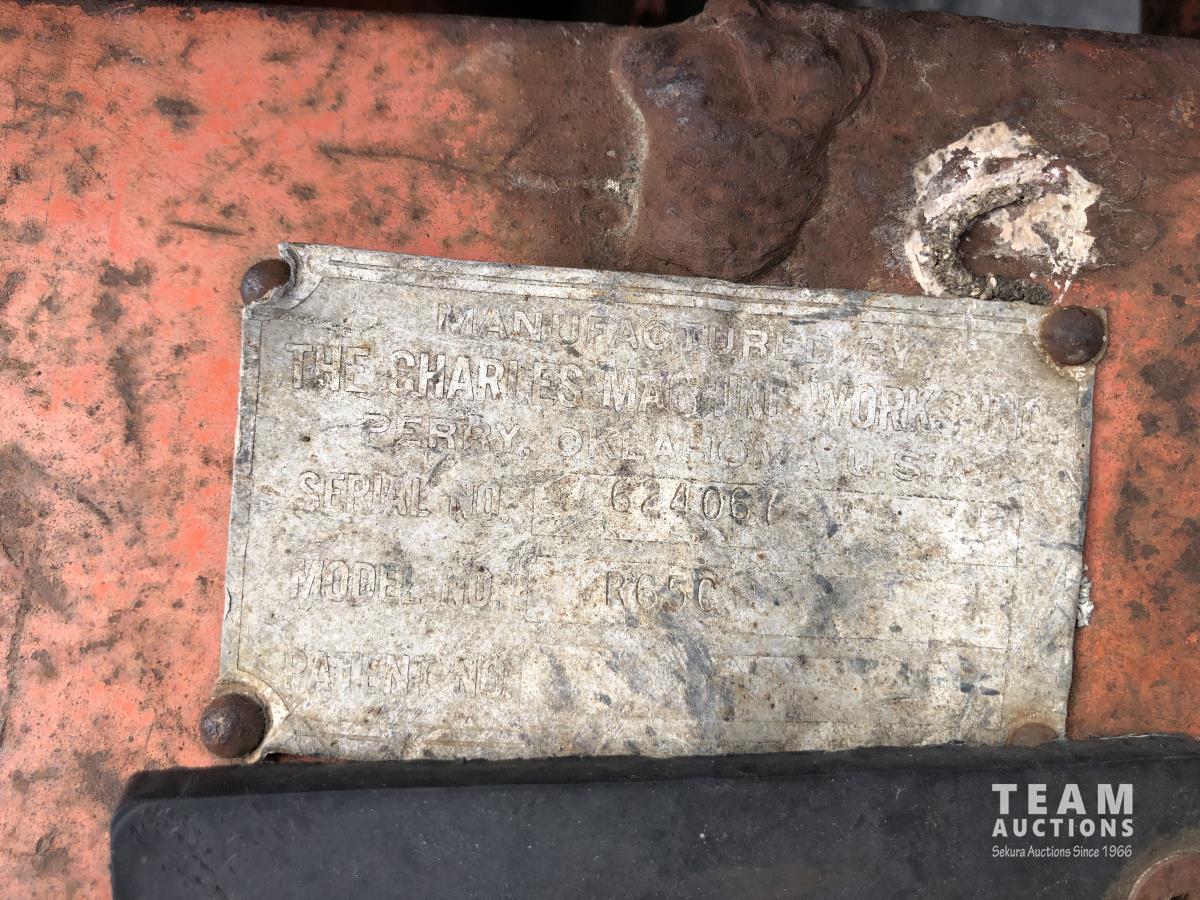 MANUFACTURED BY
THE CHARLES MACHINE WORKS, INC.
PERRY, OKLAHOMA U.S.A.
SERIAL NO. 624067
MODEL NO. R65C
PATENT NO.
TEAM
AUCTIONS
Sekura Auctions Since 1966